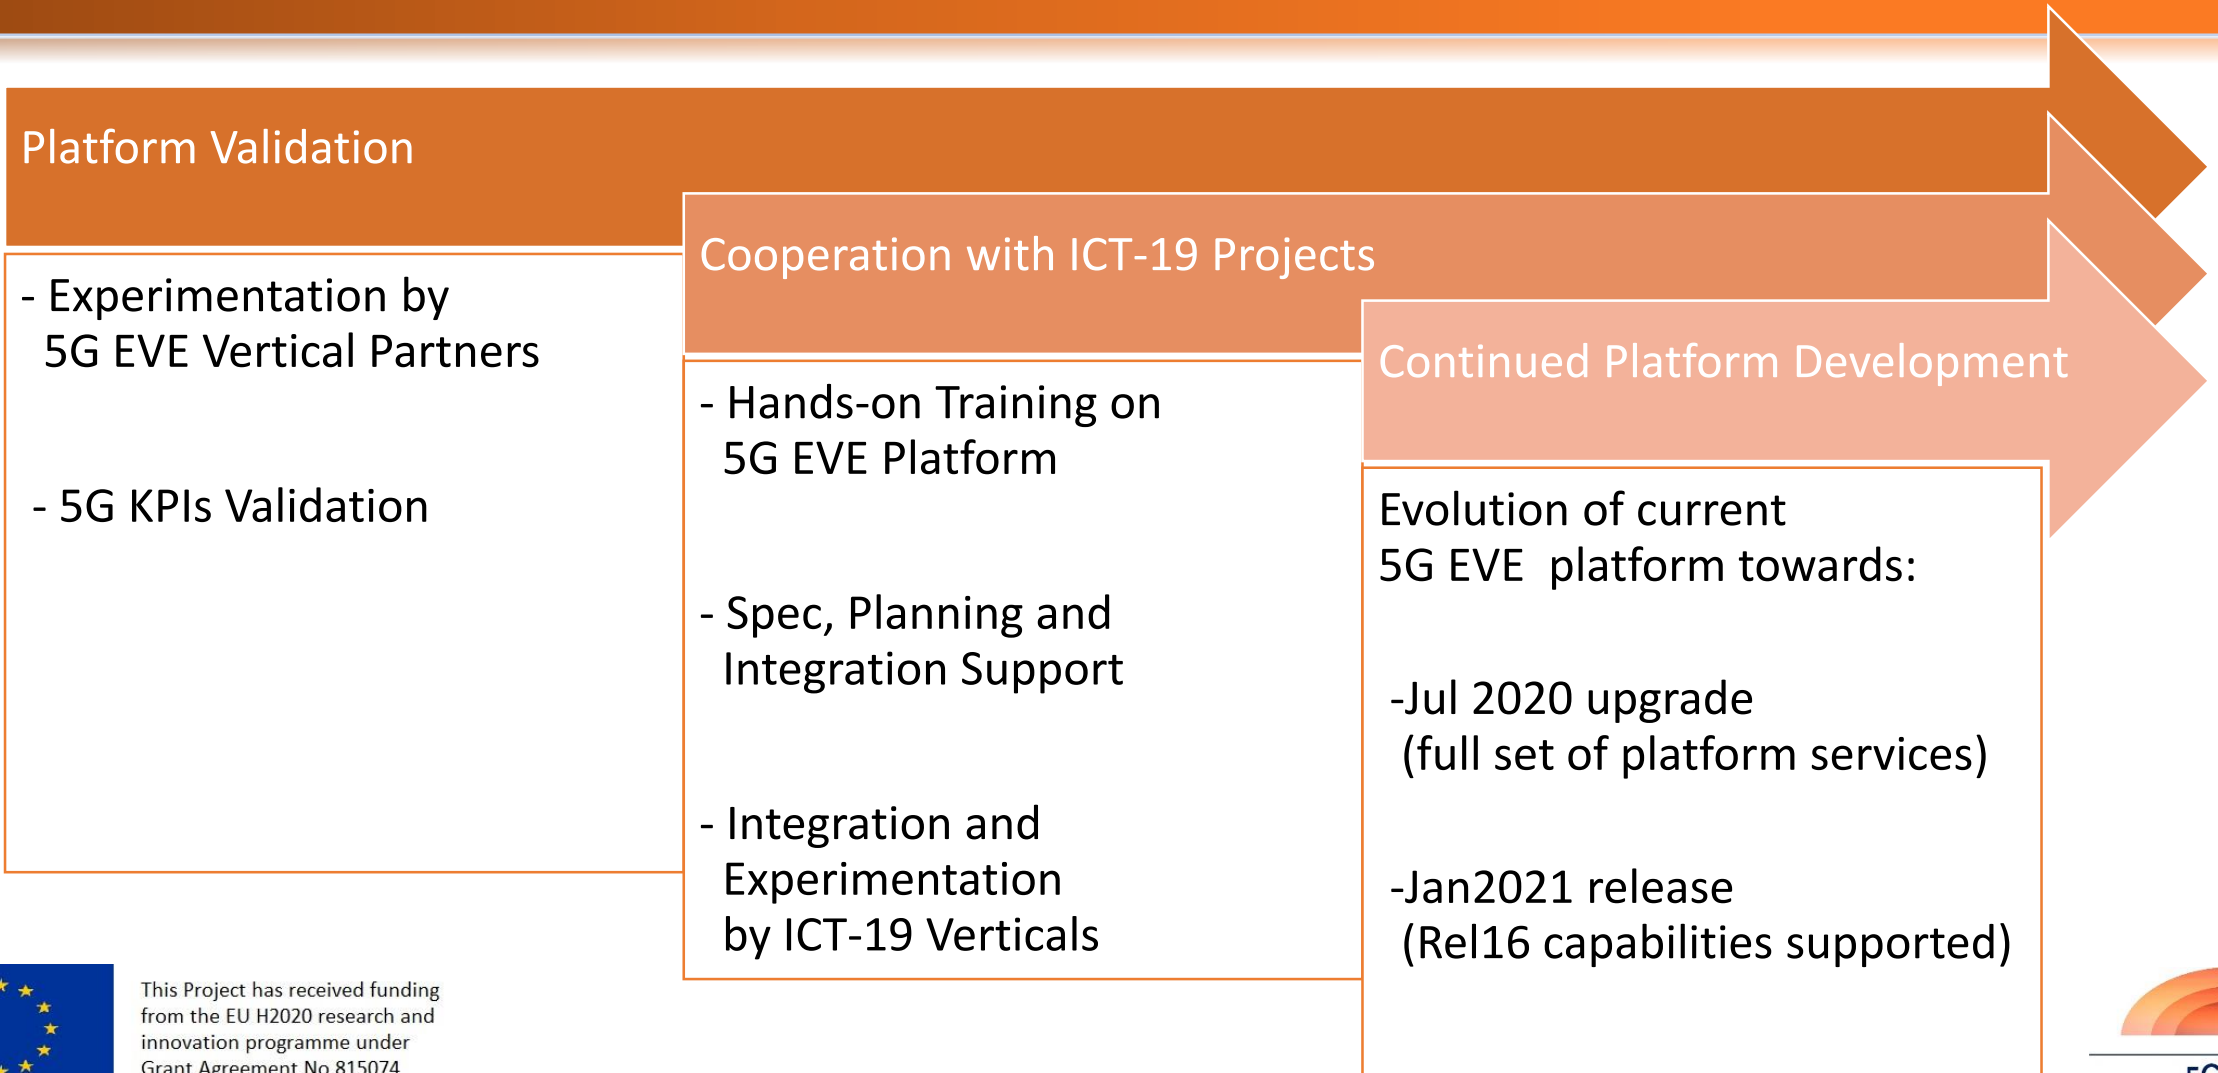 Platform Validation
- Experimentation by
5G EVE Vertical Partners
- 5G KPIs Validation
Cooperation with ICT-19 Projects
- Hands-on Training on
5G EVE Platform
- Spec, Planning and
Integration Support
- Integration and
Experimentation
by ICT-19 Verticals
Continued Platform Development
Evolution of current
5G EVE platform towards:
-Jul 2020 upgrade
(full set of platform services)
-Jan2021 release
(Rel16 capabilities supported)
This Project has received funding
from the EU H2020 research and
innovation programme under
Grant Agreement No 815074